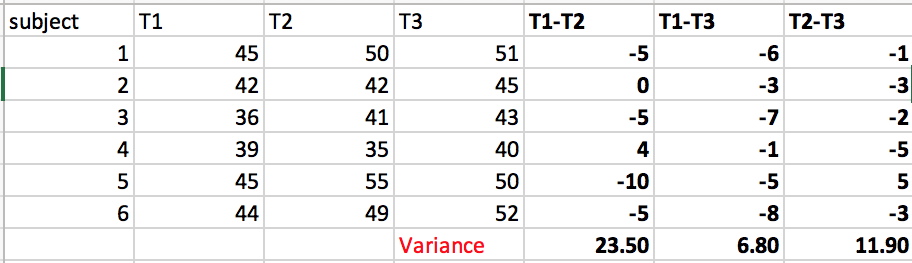 subject T1 T2 T3 T1-T2 T1-T3 T2-T3
1 45 50 51 -5 -6 -1
2 42 42 45 0 -3 -3
3 36 41 43 -5 -7 -2
4 39 35 40 4 -1 -5
5 45 55 50 -10 -5 5
6 44 49 52 -5 -8 -3
Variance 23.50 6.80 11.90